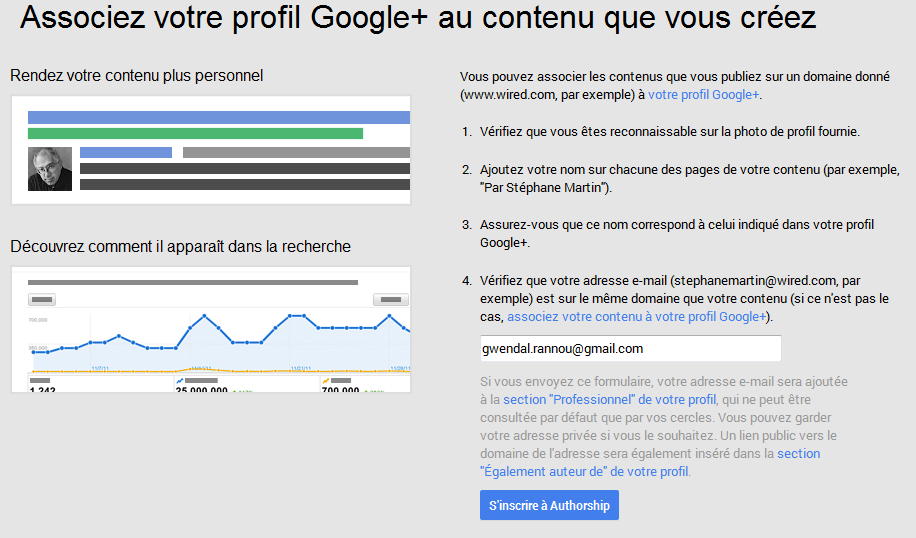 Associez votre profil Google+ au contenu que vous créez
Rendez votre contenu plus personnel
Découvrez comment il apparaît dans la recherche
700,000
350,000
11/7/11
11/21/11
1 242
25 000 000
700 000
Vous pouvez associer les contenus que vous publiez sur un domaine donné
(www.wired.com, par exemple) à votre profil Google+.
1. Vérifiez que vous êtes reconnaissable sur la photo de profil fournie.
2. Ajoutez votre nom sur chacune des pages de votre contenu (par exemple,
"Par Stéphane Martin").
3. Assurez-vous que ce nom correspond à celui indiqué dans votre profil
Google+.
4. Vérifiez que votre adresse e-mail (stephanemartin@wired.com, par
exemple) est sur le même domaine que votre contenu (si ce n'est pas le
cas, associez votre contenu à votre profil Google+).
gwendal.rannou@gmail.com
Si vous envoyez ce formulaire, votre adresse e-mail sera ajoutée
à la section "Professionnel" de votre profil, qui ne peut être
consultée par défaut que par vos cercles. Vous pouvez garder
votre adresse privée si vous le souhaitez. Un lien public vers le
domaine de l'adresse sera également inséré dans la section
"Également auteur de" de votre profil.
S'inscrire à Authorship